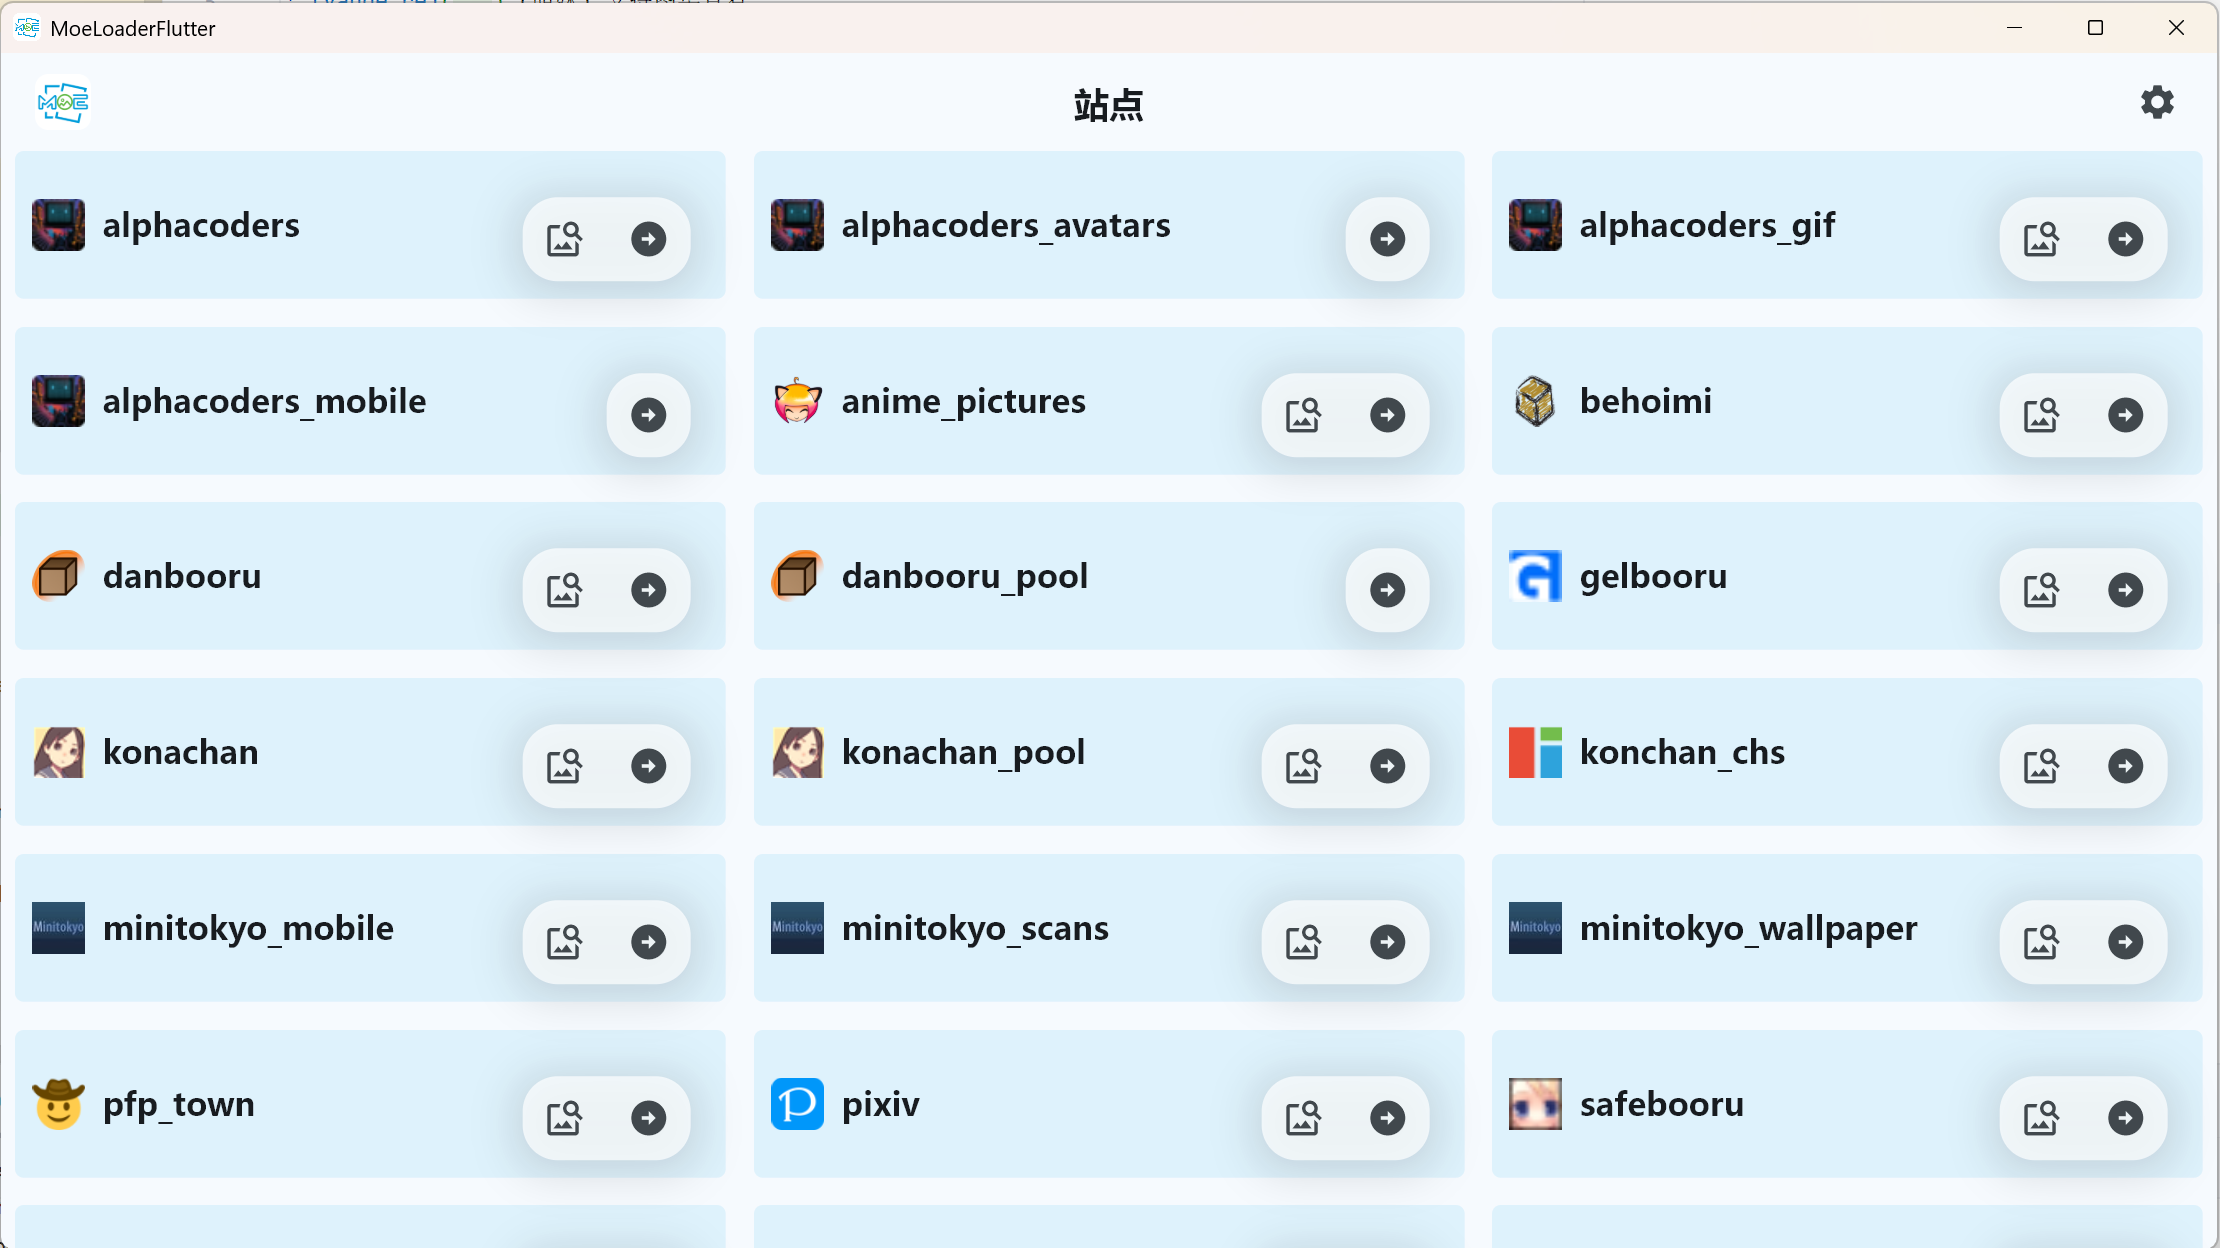 MoeLoaderFlutter
MOE
站点
alphacoders
alphacoders_avatars
alphacoders_gif
alphacoders_mobile
anime_pictures
behoimi
danbooru
danbooru_pool
gelbooru
konachan
konachan_pool
konchan_chs
Minitokyo
minitokyo_mobile
Minitokyo
minitokyo_scans
Minitokyo
minitokyo_wallpaper
pfp_town
pixiv
safebooru